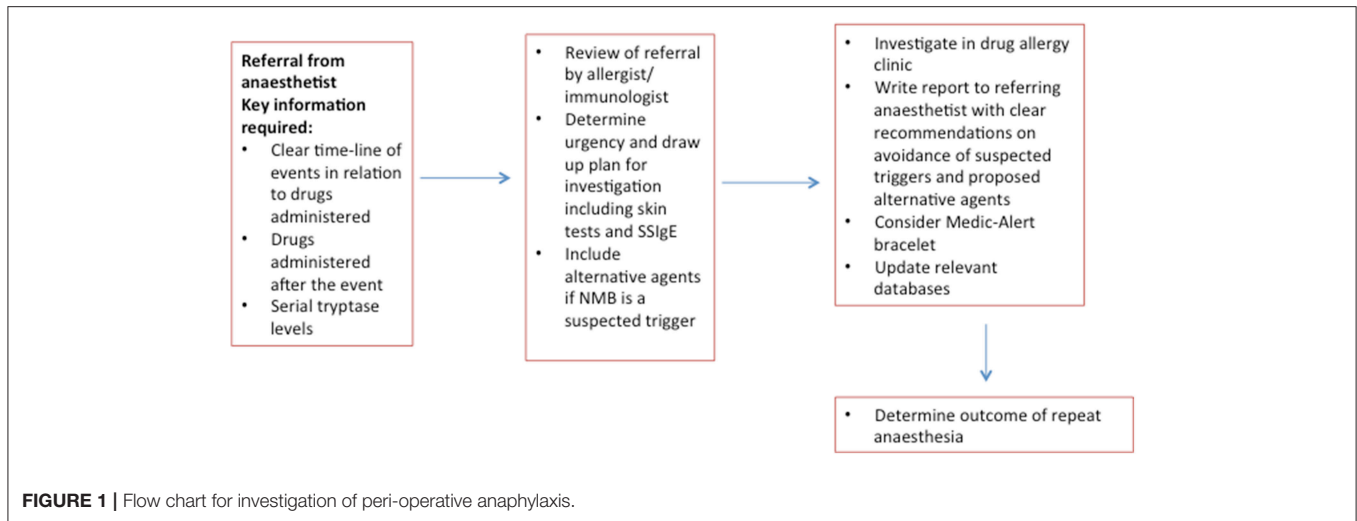 Referral from
anaesthetist
Key information
required:
• Clear time-line of
events in relation
to drugs
administered
• Drugs
administered
after the event
• Serial tryptase
levels
• Review of referral
by allergist/
immunologist
• Determine
urgency and draw
up plan for
investigation
including skin
tests and SSIgE
• Include
alternative agents
if NMB is a
suspected trigger
• Investigate in drug allergy
clinic
• Write report to referring
anaesthetist with clear
recommendations on
avoidance of suspected
triggers and proposed
alternative agents
• Consider Medic-Alert
bracelet
• Update relevant
databases
• Determine outcome of repeat
anaesthesia
FIGURE 1 | Flow chart for investigation of peri-operative anaphylaxis.